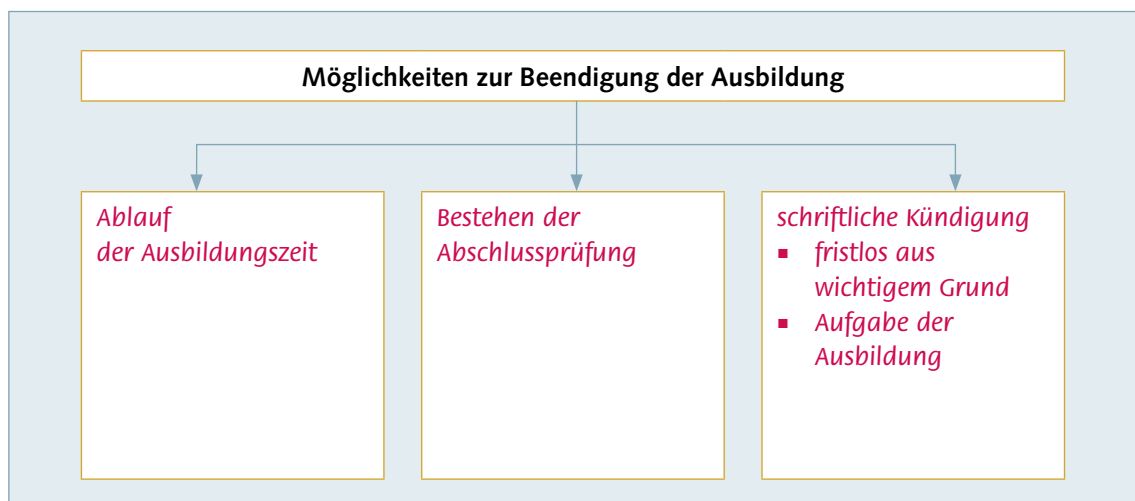 Möglichkeiten zur Beendigung der Ausbildung
Ablauf
der Ausbildungszeit
Bestehen der
Abschlussprüfung
schriftliche Kündigung
▪ fristlos aus
wichtigem Grund
▪ Aufgabe der
Ausbildung